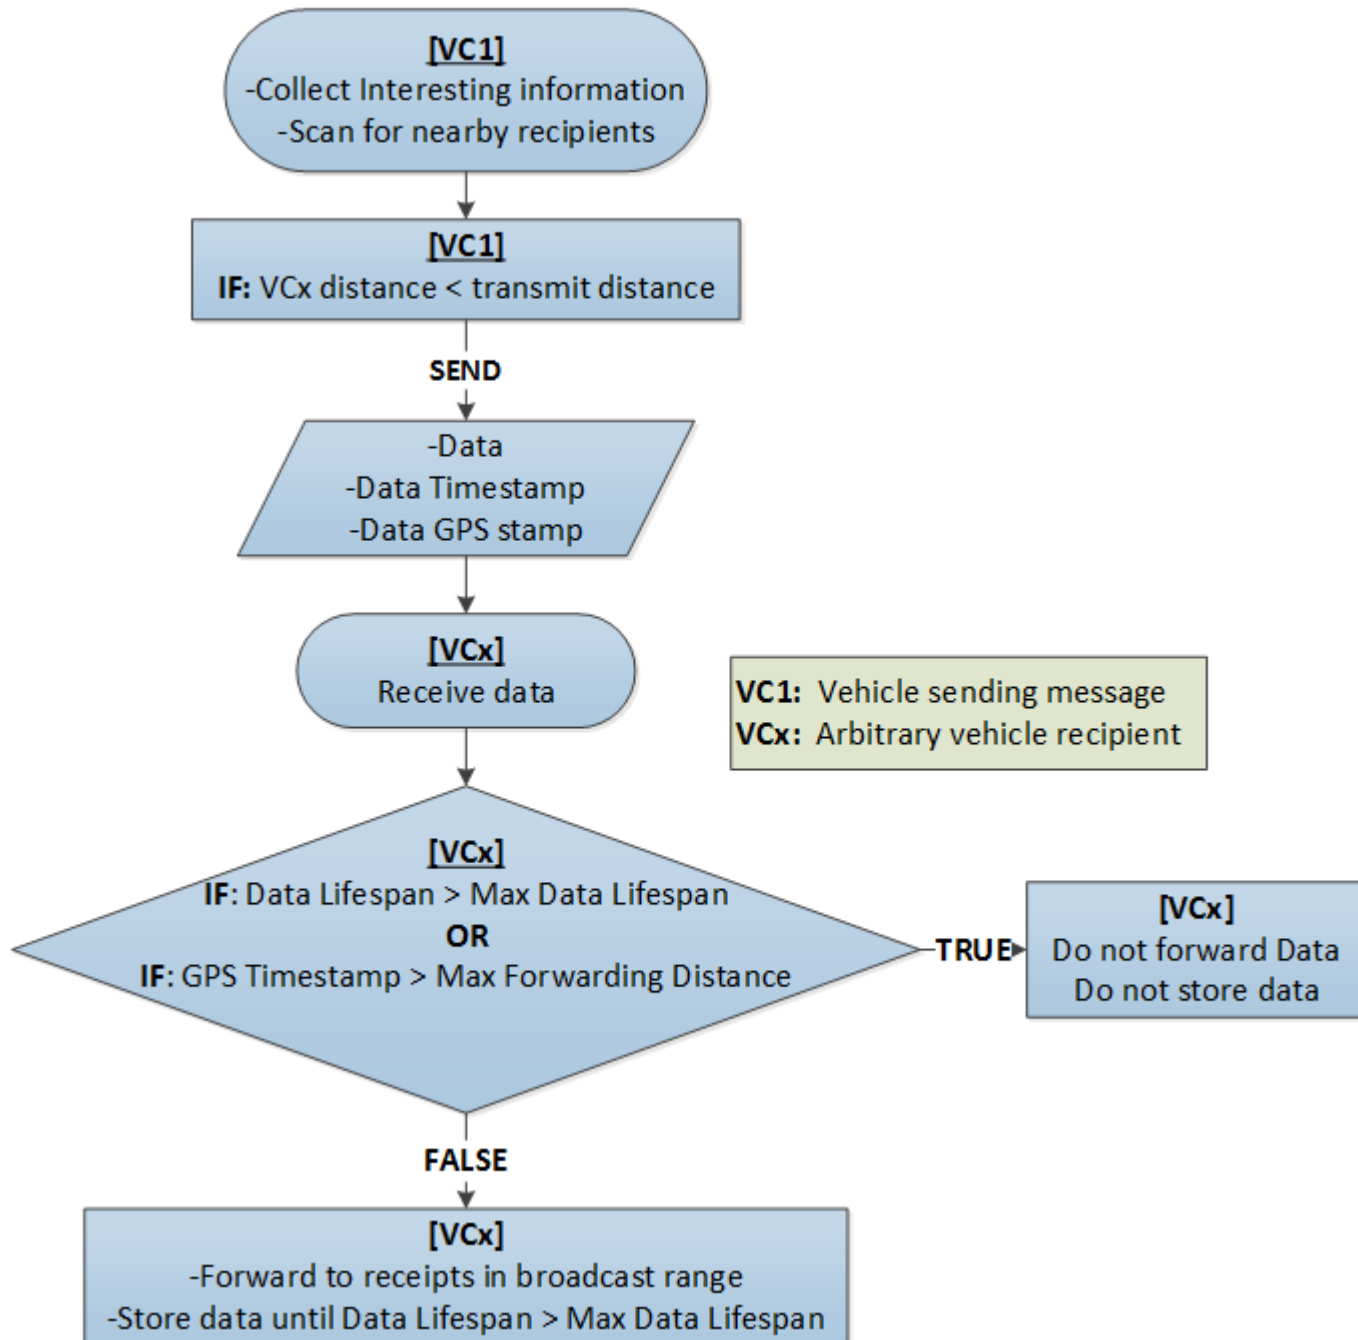 [VC1]
-Collect Interesting information
-Scan for nearby recipients
[VC1]
IF: VCx distance < transmit distance
SEND
-Data
-Data Timestamp
-Data GPS stamp
[VCx]
Receive data
VC1: Vehicle sending message
VCx: Arbitrary vehicle recipient
[VCx]
IF: Data Lifespan > Max Data Lifespan
OR
IF: GPS Timestamp > Max Forwarding Distance
TRUE
[VCx]
Do not forward Data
Do not store data
FALSE
[VCx]
-Forward to receipts in broadcast range
-Store data until Data Lifespan > Max Data Lifespan